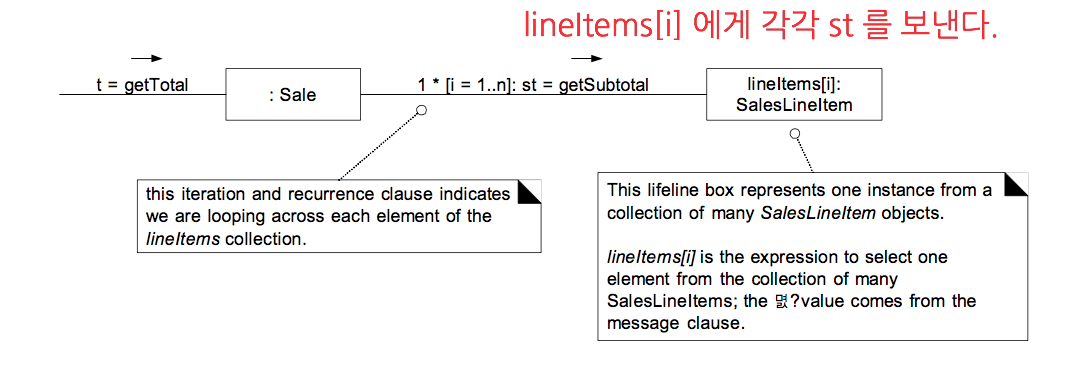 lineItems[i] 에게 각각 st 를 보낸다.
t = getTotal
: Sale
1 * [i = 1..n]: st = getSubtotal
lineItems[i]:
SalesLineItem
this iteration and recurrence clause indicates
we are looping across each element of the
lineItems collection.
This lifeline box represents one instance from a
collection of many SalesLineItem objects.
lineItems[i] is the expression to select one
element from the collection of many
SalesLineItems; the 밃?value comes from the
message clause.